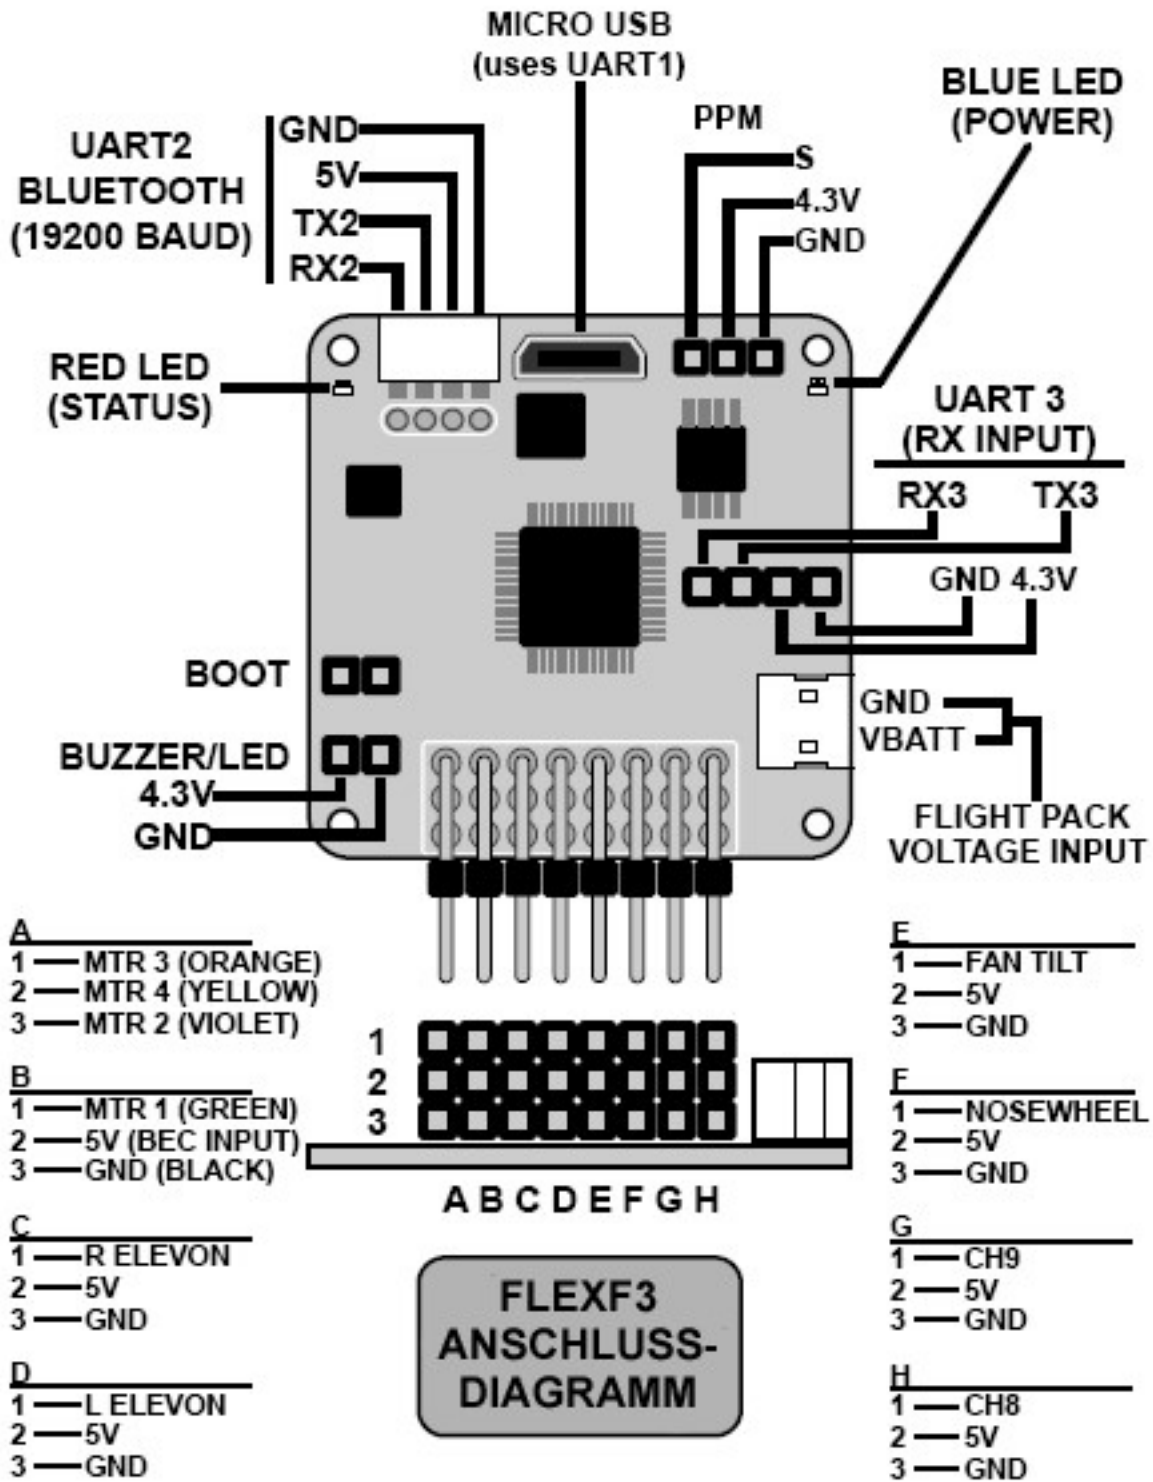 MICRO USB
(uses UART1)
BLUE LED
(POWER)
PPM
S
4.3V
GND
UART2
BLUETOOTH
(19200 BAUD)
GND
5V
TX2
RX2
RED LED
(STATUS)
UART 3
(RX INPUT)
RX3 TX3
GND 4.3V
BOOT
GND
VBATT
BUZZER/LED
4.3V
GND
FLIGHT PACK
VOLTAGE INPUT
A
1 MTR 3 (ORANGE)
2 MTR 4 (YELLOW)
3 MTR 2 (VIOLET)
B
1 MTR 1 (GREEN)
2 5V (BEC INPUT)
3 GND (BLACK)
C
1 R ELEVON
2 5V
3 GND
D
1 L ELEVON
2 5V
3 GND
1
2
3
A B C D E F G H
FLEXF3
ANSCHLUSS-
DIAGRAMM
E
1 FAN TILT
2 5V
3 GND
F
1 NOSEWHEEL
2 5V
3 GND
G
1 CH9
2 5V
3 GND
H
1 CH8
2 5V
3 GND